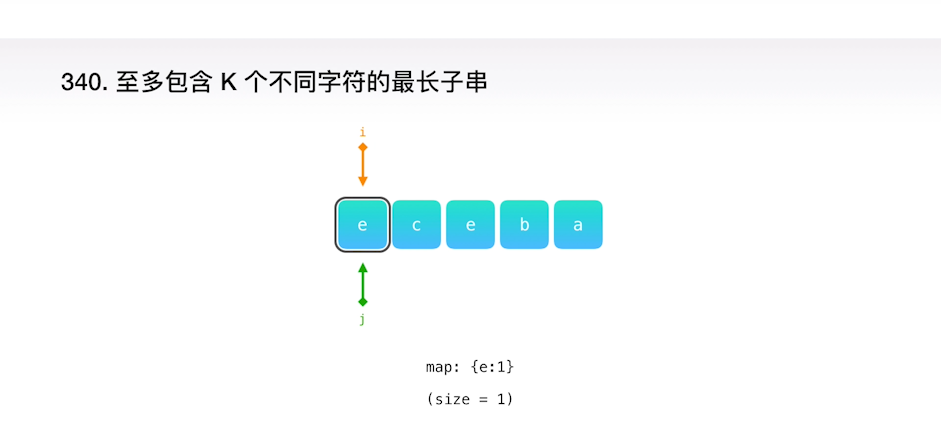 340. 至多包含 K 个不同字符的最长子串
i
e c e b a
j
map: {e:1}
(size = 1)